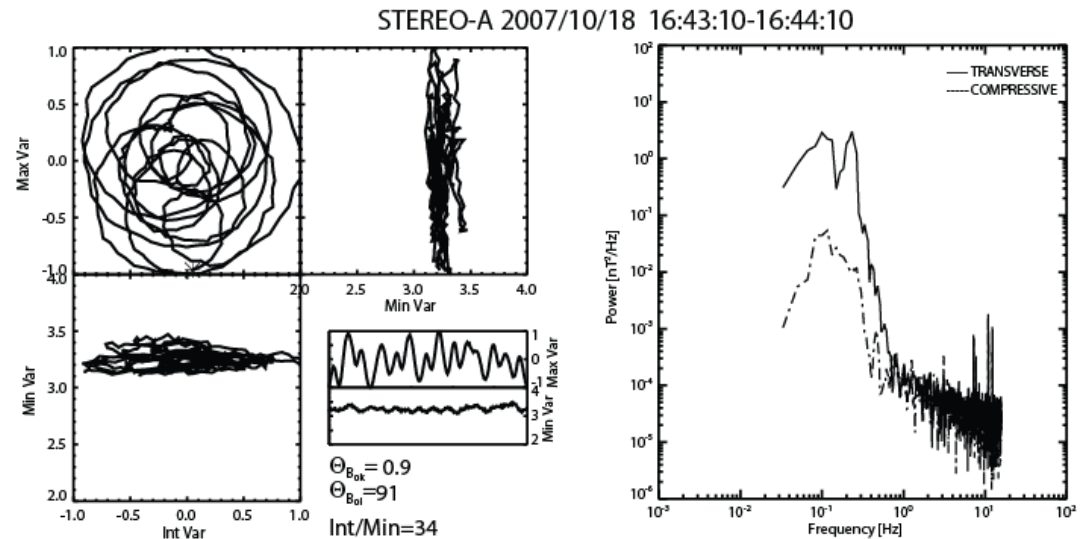 STEREO-A 2007/10/18 16:43:10-16:44:10
1.0
0.5
0.0
-0.5
-1.0
Max Var
4.0
3.5
3.0
2.5
2.0
Min Var
-1.0 -0.5 0.0 0.5 1.0
Int Var
2.0 2.5 3.0 3.5 4.0
Min Var
1
0
-1
Max Var
4
3
2
Min Var
Θ_Bok = 0.9
Θ_Bol =91
Int/Min=34
TRANSVERSE
COMPRESSIVE
10²
10¹
10⁰
10⁻¹
10⁻²
10⁻³
10⁻⁴
10⁻⁵
10⁻⁶
Power [nT²/Hz]
10⁻³ 10⁻² 10⁻¹ 10⁰ 10¹ 10²
Frequency [Hz]